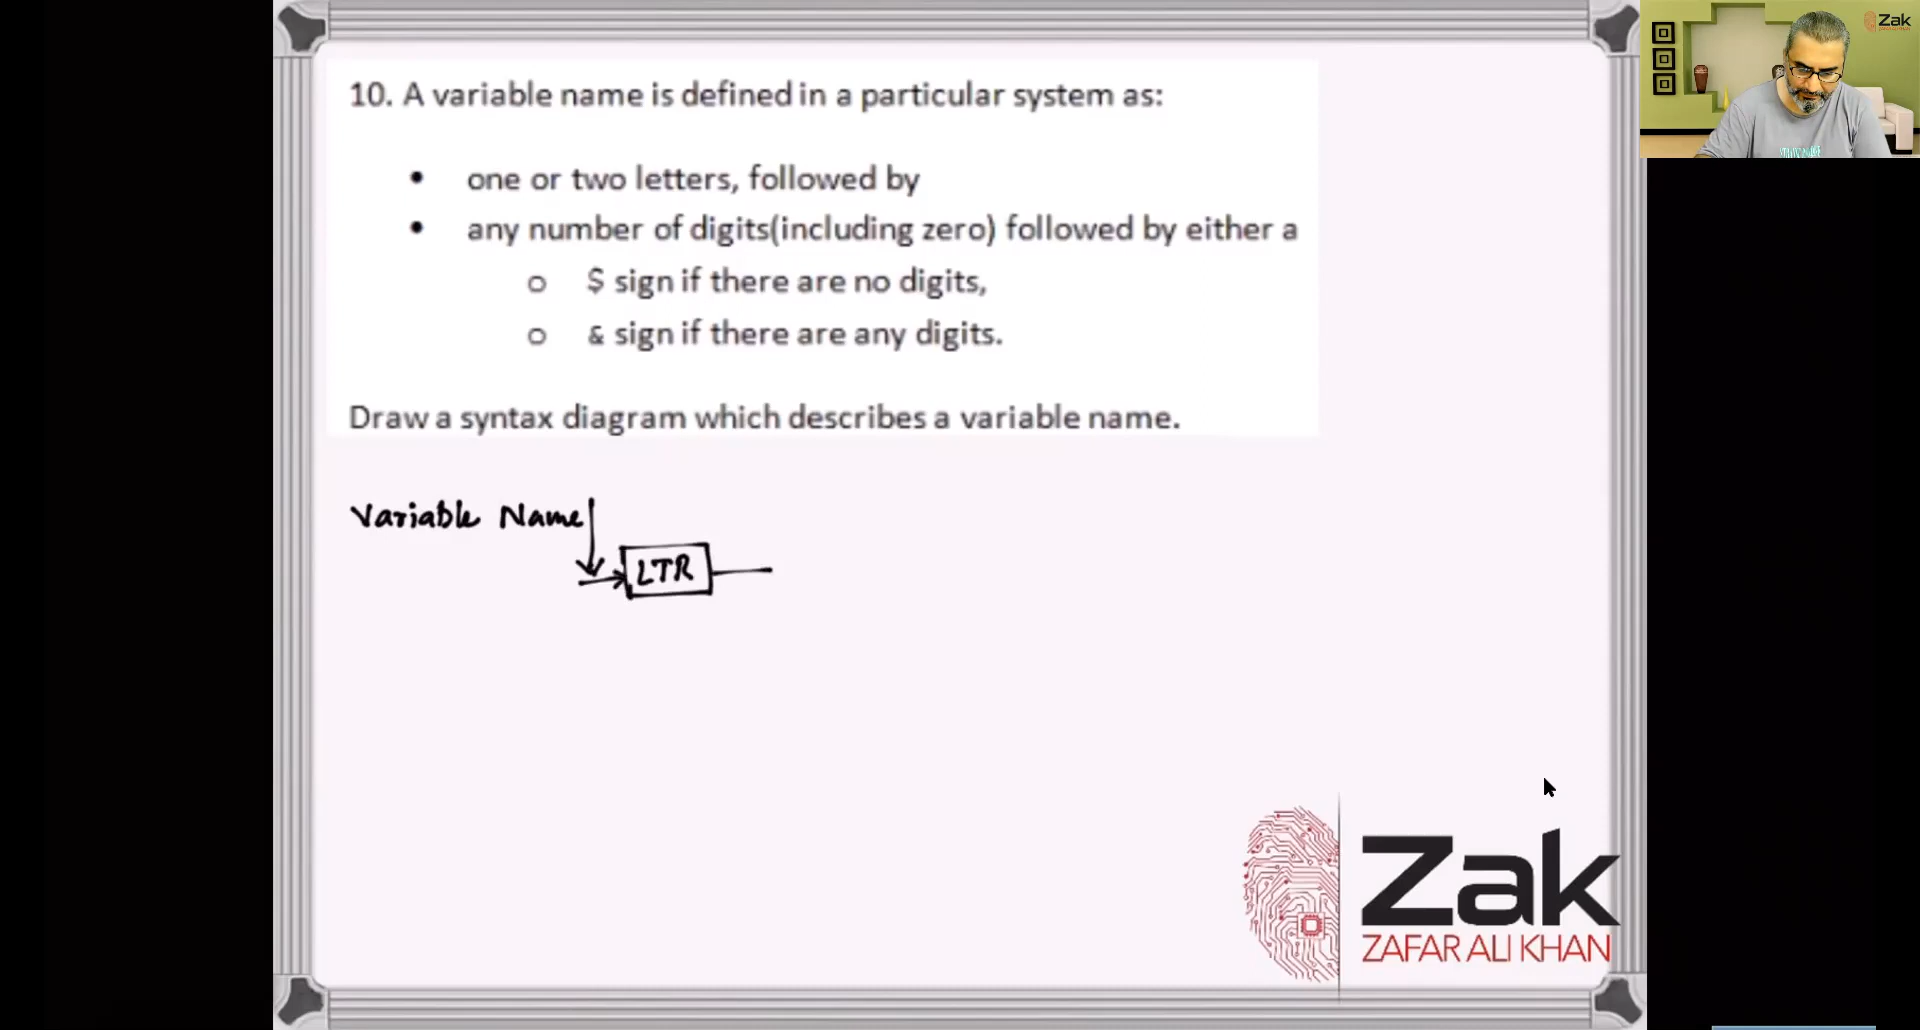 Zak
10. A variable name is defined in a particular system as:
• one or two letters, followed by
• any number of digits(including zero) followed by either a
o $ sign if there are no digits,
o & sign if there are any digits.
Draw a syntax diagram which describes a variable name.
Variable Name
LTR
Zak
ZAFAR ALI KHAN